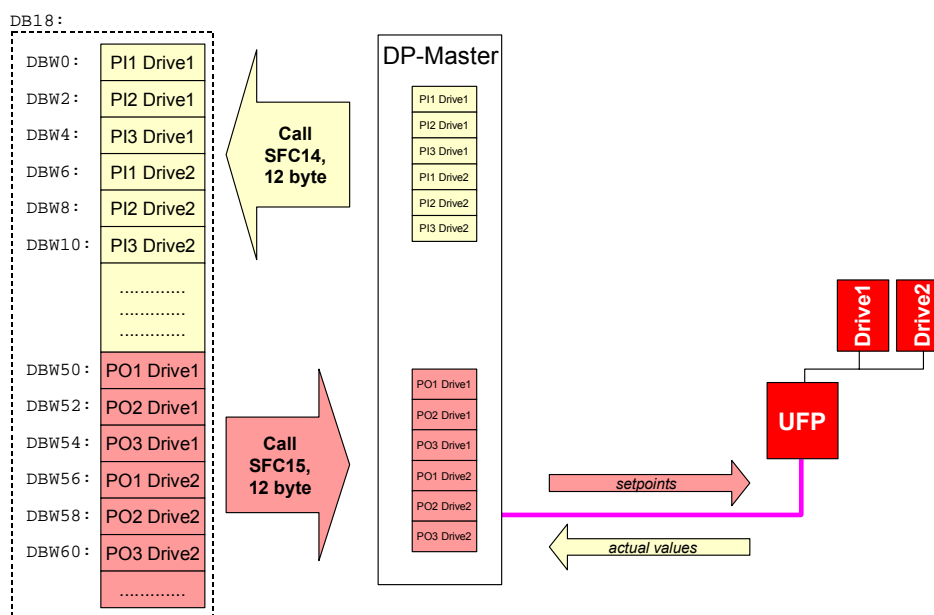 DB18:
DBW0: PI1 Drive1
DBW2: PI2 Drive1
DBW4: PI3 Drive1
DBW6: PI1 Drive2
DBW8: PI2 Drive2
DBW10: PI3 Drive2
.............
.............
.............
DBW50: PO1 Drive1
DBW52: PO2 Drive1
DBW54: PO3 Drive1
DBW56: PO1 Drive2
DBW58: PO2 Drive2
DBW60: PO3 Drive2
.............
Call
SFC14,
12 byte
Call
SFC15,
12 byte
DP-Master
PI1 Drive1
PI2 Drive1
PI3 Drive1
PI1 Drive2
PI2 Drive2
PI3 Drive2
PO1 Drive1
PO2 Drive1
PO3 Drive1
PO1 Drive2
PO2 Drive2
PO3 Drive2
setpoints
actual values
Drive1
Drive2
UFP